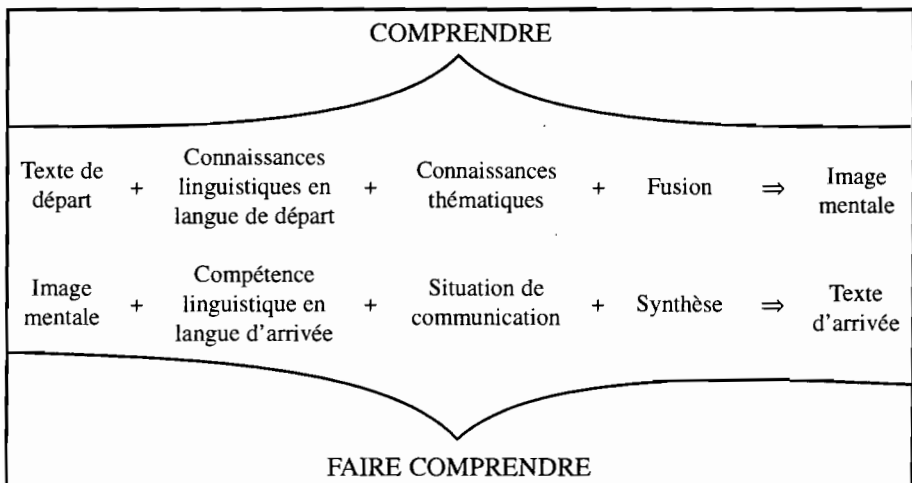 COMPRENDRE
Texte de départ + Connaissances linguistiques en langue de départ + Connaissances thématiques + Fusion ⇒ Image mentale
Image mentale + Compétence linguistique en langue d'arrivée + Situation de communication + Synthèse ⇒ Texte d'arrivée
FAIRE COMPRENDRE